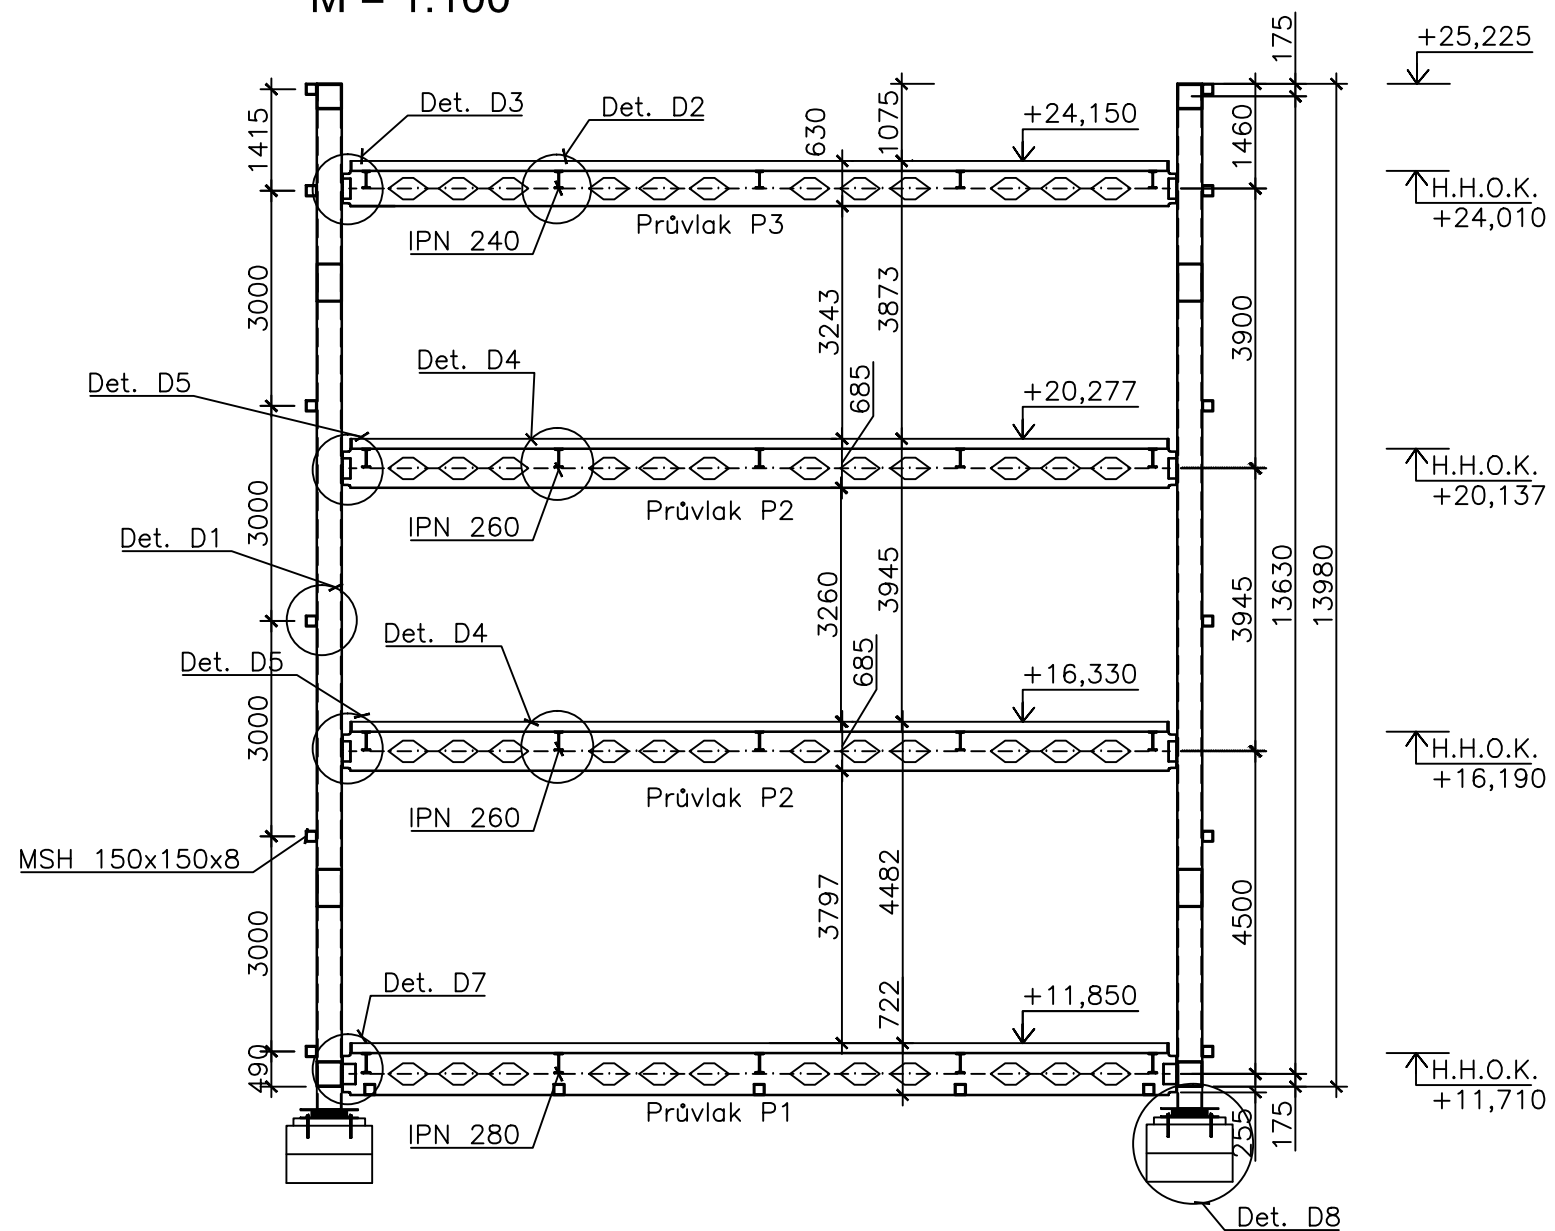 M = 1:100
175
+25,225
Det. D3
Det. D2
1415
630
1075
+24,150
1460
H.H.O.K.
+24,010
Průvlak P3
IPN 240
3000
3243
3873
3900
Det. D4
Det. D5
685
+20,277
H.H.O.K.
+20,137
Průvlak P2
IPN 260
3000
Det. D1
3260
3945
3945
13630
13980
Det. D4
Det. D5
685
+16,330
3000
H.H.O.K.
+16,190
Průvlak P2
IPN 260
MSH 150x150x8
3797
4482
4500
3000
Det. D7
722
+11,850
490
H.H.O.K.
+11,710
Průvlak P1
IPN 280
255
175
Det. D8